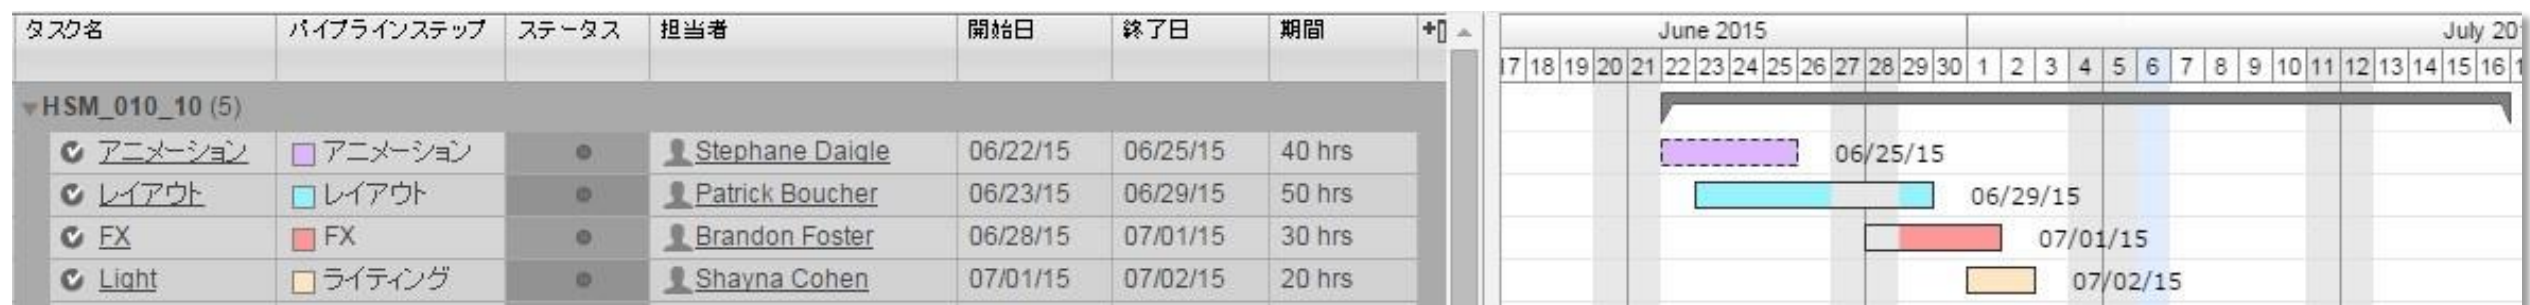 タスク名 パイプラインステップ ステータス 担当者 開始日 終了日 期間
June 2015 July 20
17 18 19 20 21 22 23 24 25 26 27 28 29 30 1 2 3 4 5 6 7 8 9 10 11 12 13 14 15 16
HSM_010_10 (5)
アニメーション アニメーション Stephane Daigle 06/22/15 06/25/15 40 hrs 06/25/15
レイアウト レイアウト Patrick Boucher 06/23/15 06/29/15 50 hrs 06/29/15
FX FX Brandon Foster 06/28/15 07/01/15 30 hrs 07/01/15
Light ライティング Shayna Cohen 07/01/15 07/02/15 20 hrs 07/02/15